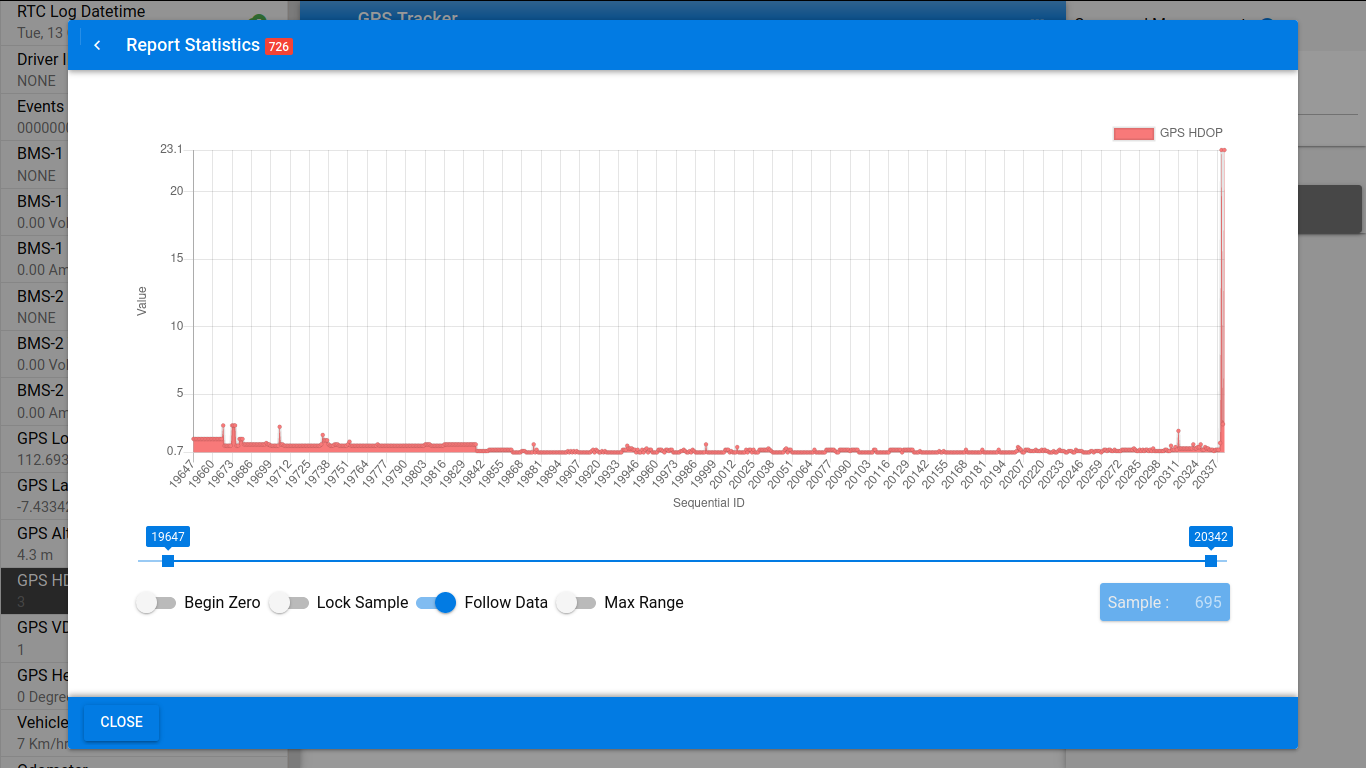 RTC Log Datetime
Tue, 13
GPS Tracker
Report Statistics 726
Driver I
NONE
Events
0000000
BMS-1
NONE
BMS-1
0.00 Vol
BMS-1
0.00 Am
BMS-2
NONE
BMS-2
0.00 Vol
BMS-2
0.00 Am
GPS Lo
112.693
GPS La
-7.43342
GPS Alt
4.3 m
GPS HD
3
GPS VD
1
GPS He
0 Degre
Vehicle
7 Km/hr
GPS HDOP
23.1
20
15
10
5
0.7
Value
19647 19660 19673 19686 19699 19712 19725 19738 19751 19764 19777 19790 19803 19816 19829 19842 19855 19868 19881 19894 19907 19920 19933 19946 19960 19973 19986 19999 20012 20025 20038 20051 20064 20077 20090 20103 20116 20129 20142 20155 20168 20181 20194 20207 20220 20233 20246 20259 20272 20285 20298 20311 20324 20337
Sequential ID
19647 20342
Begin Zero Lock Sample Follow Data Max Range Sample : 695
CLOSE